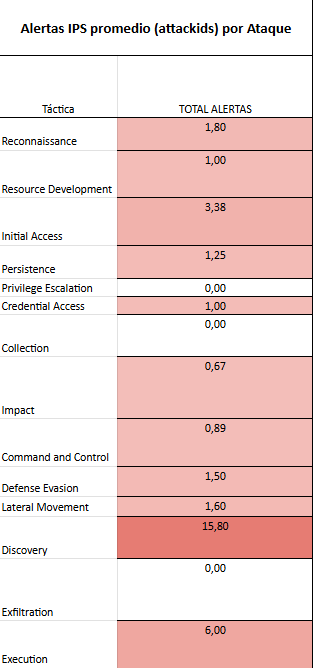 Alertas IPS promedio (attackids) por Ataque
Táctica TOTAL ALERTAS
Reconnaissance 1,80
Resource Development 1,00
Initial Access 3,38
Persistence 1,25
Privilege Escalation 0,00
Credential Access 1,00
Collection 0,00
Impact 0,67
Command and Control 0,89
Defense Evasion 1,50
Lateral Movement 1,60
Discovery 15,80
Exfiltration 0,00
Execution 6,00